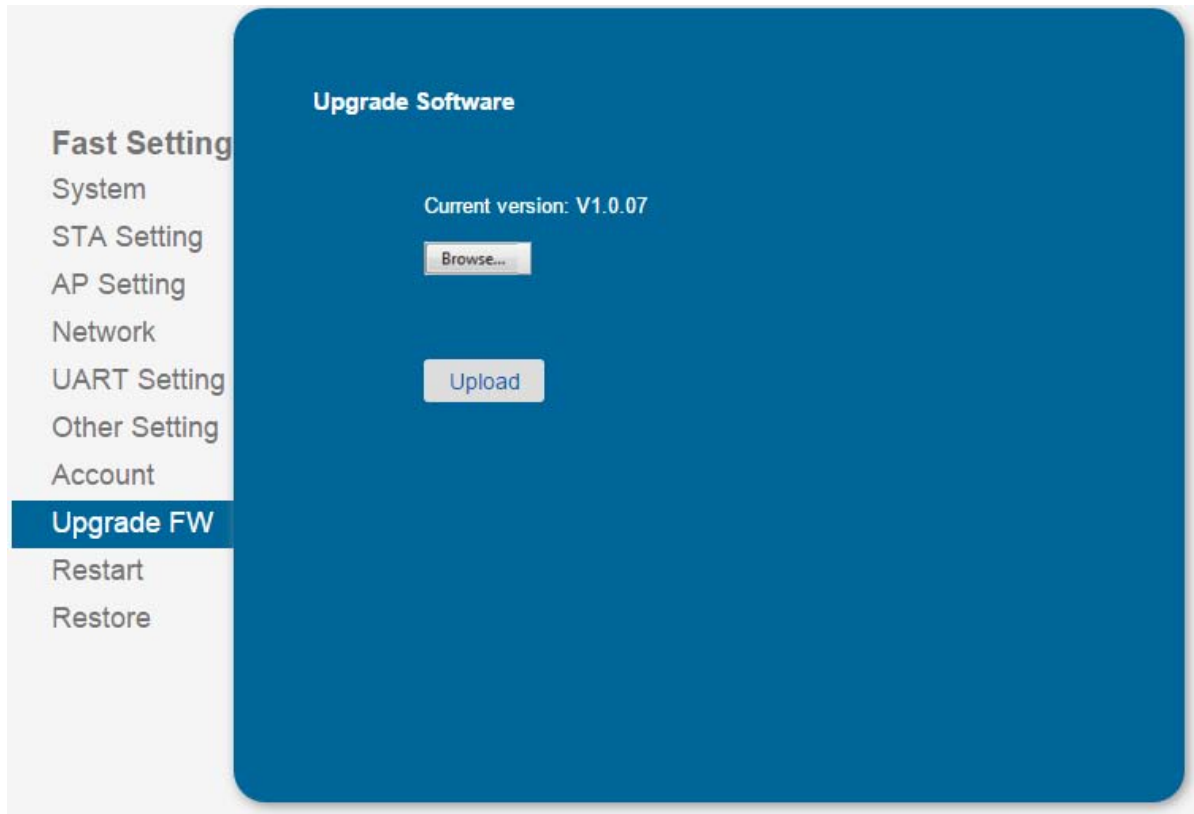 Fast Setting
System
STA Setting
AP Setting
Network
UART Setting
Other Setting
Account
Upgrade FW
Restart
Restore
Upgrade Software
Current version: V1.0.07
Browse...
Upload